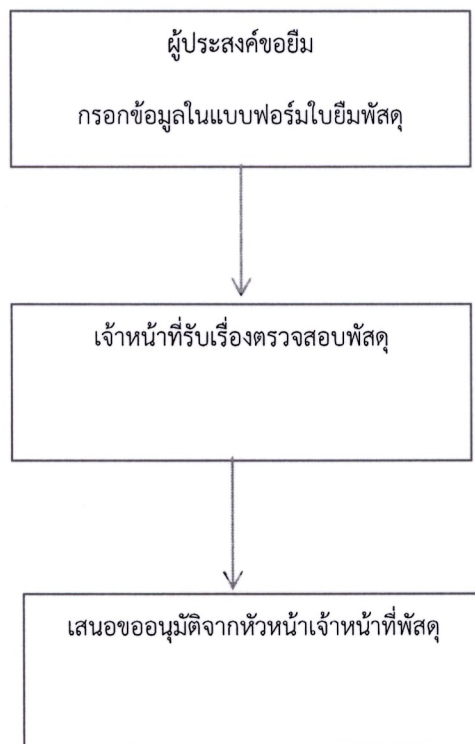 ผู้ประสงค์ขอยืม
กรอกข้อมูลในแบบฟอร์มใบยืมพัสดุ
เจ้าหน้าที่รับเรื่องตรวจสอบพัสดุ
เสนอขออนุมัติจากหัวหน้าเจ้าหน้าที่พัสดุ